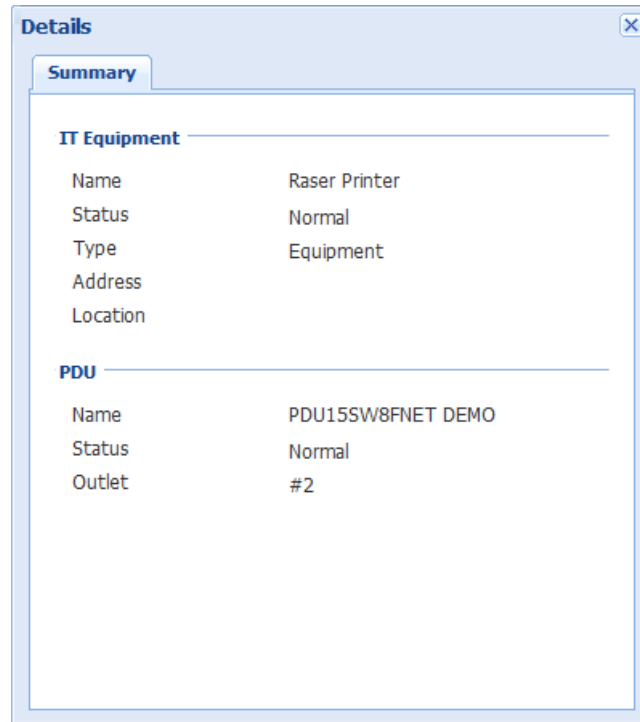 Details
Summary
IT Equipment
Name Raser Printer
Status Normal
Type Equipment
Address
Location
PDU
Name PDU15SW8FNET DEMO
Status Normal
Outlet #2